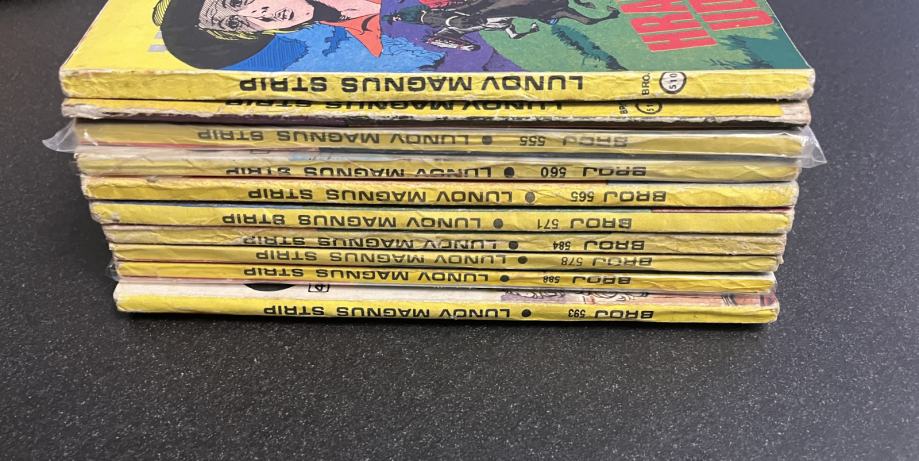 LUNOV MAGNUS STRIP BROJ 510
LUNOV MAGNUS STRIP
BROJ 555 • LUNOV MAGNUS STRIP
BROJ 560 • LUNOV MAGNUS STRIP
BROJ 565 • LUNOV MAGNUS STRIP
BROJ 571 • LUNOV MAGNUS STRIP
BROJ 584 • LUNOV MAGNUS STRIP
BROJ 578 • LUNOV MAGNUS STRIP
BROJ 588 • LUNOV MAGNUS STRIP
BROJ 593 • LUNOV MAGNUS STRIP